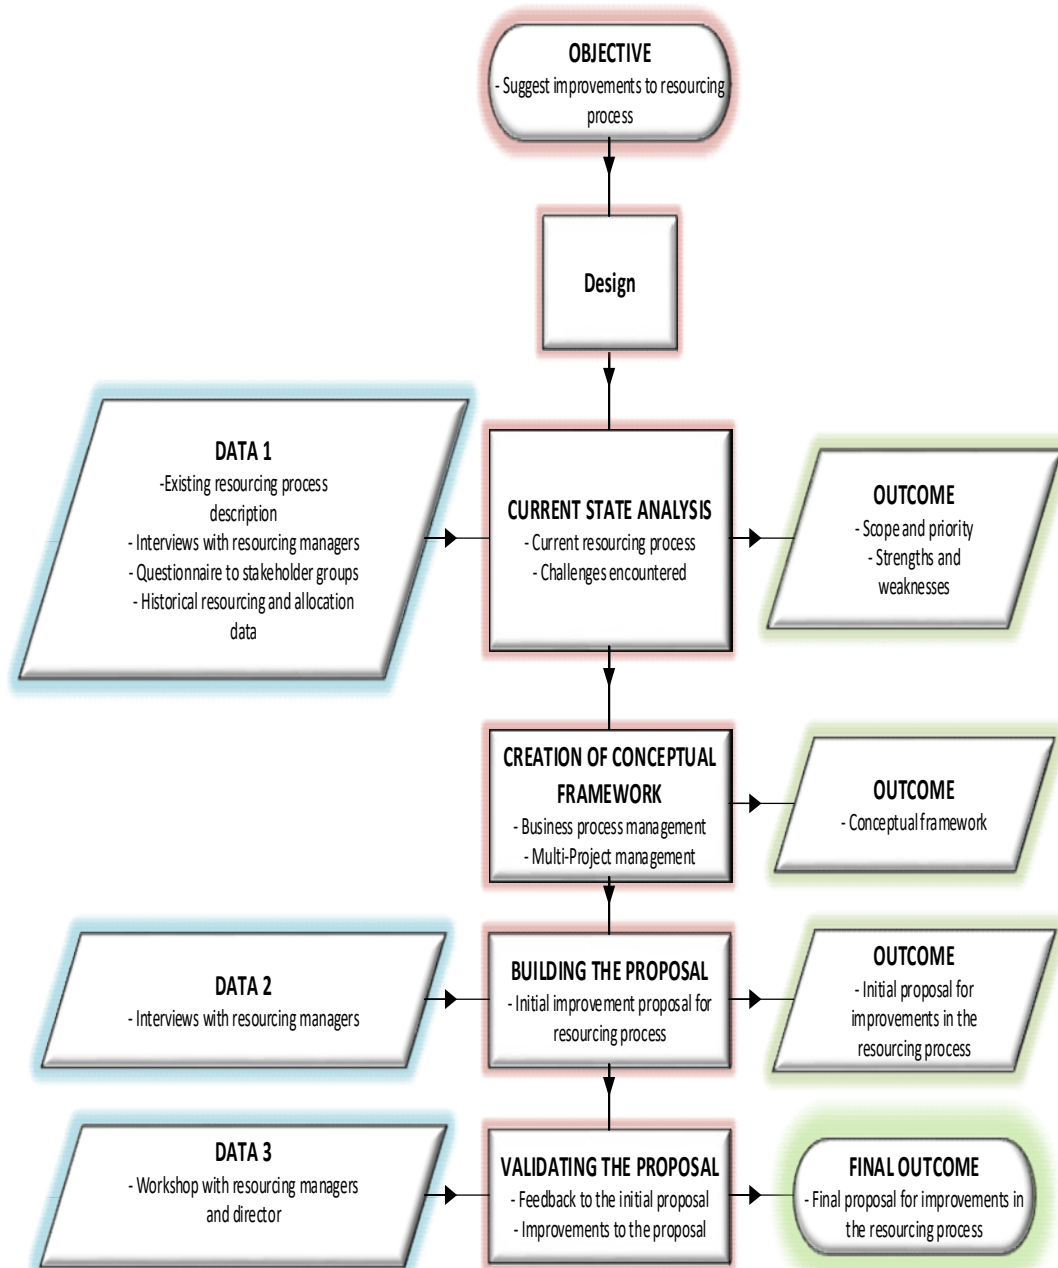 OBJECTIVE
- Suggest improvements to resourcing
process
Design
DATA 1
-Existing resourcing process
description
- Interviews with resourcing managers
- Questionnaire to stakeholder groups
- Historical resourcing and allocation
data
CURRENT STATE ANALYSIS
- Current resourcing process
- Challenges encountered
OUTCOME
- Scope and priority
- Strengths and
weaknesses
CREATION OF CONCEPTUAL
FRAMEWORK
- Business process management
- Multi-Project management
OUTCOME
- Conceptual framework
DATA 2
- Interviews with resourcing managers
BUILDING THE PROPOSAL
- Initial improvement proposal for
resourcing process
OUTCOME
- Initial proposal for
improvements in the
resourcing process
DATA 3
- Workshop with resourcing managers
and director
VALIDATING THE PROPOSAL
- Feedback to the initial proposal
- Improvements to the proposal
FINAL OUTCOME
- Final proposal for improvements in
the resourcing process